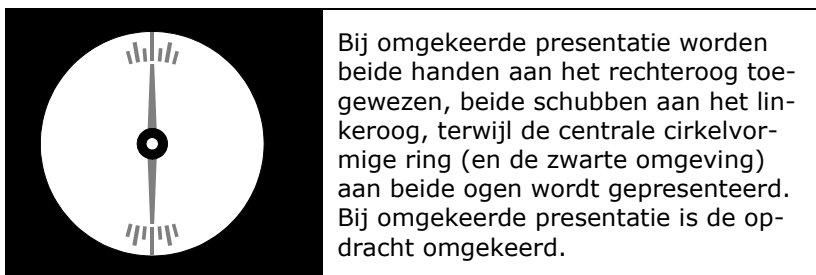 Bij omgekeerde presentatie worden
beide handen aan het rechteroog toe-
gewezen, beide schubben aan het lin-
keroog, terwijl de centrale cirkelvor-
mige ring (en de zwarte omgeving)
aan beide ogen wordt gepresenteerd.
Bij omgekeerde presentatie is de op-
dracht omgekeerd.